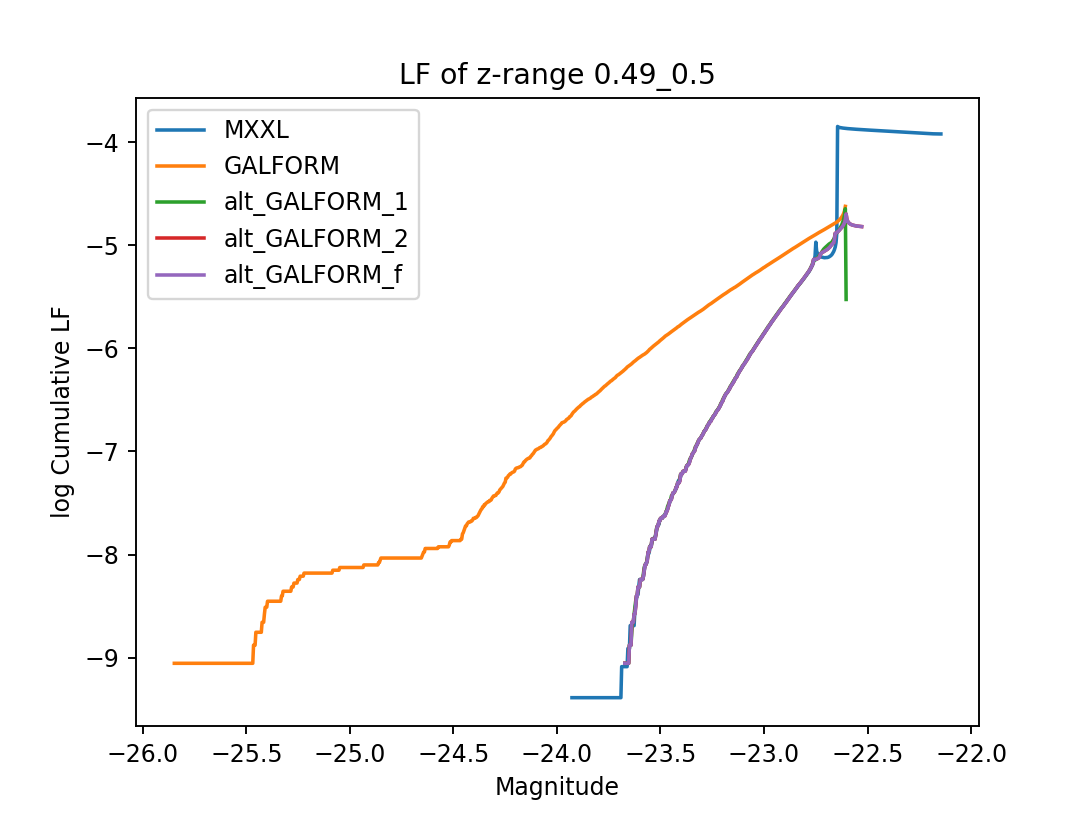 LF of z-range 0.49_0.5
MXXL
GALFORM
alt_GALFORM_1
alt_GALFORM_2
alt_GALFORM_f
log Cumulative LF
−4
−5
−6
−7
−8
−9
−26.0 −25.5 −25.0 −24.5 −24.0 −23.5 −23.0 −22.5 −22.0
Magnitude